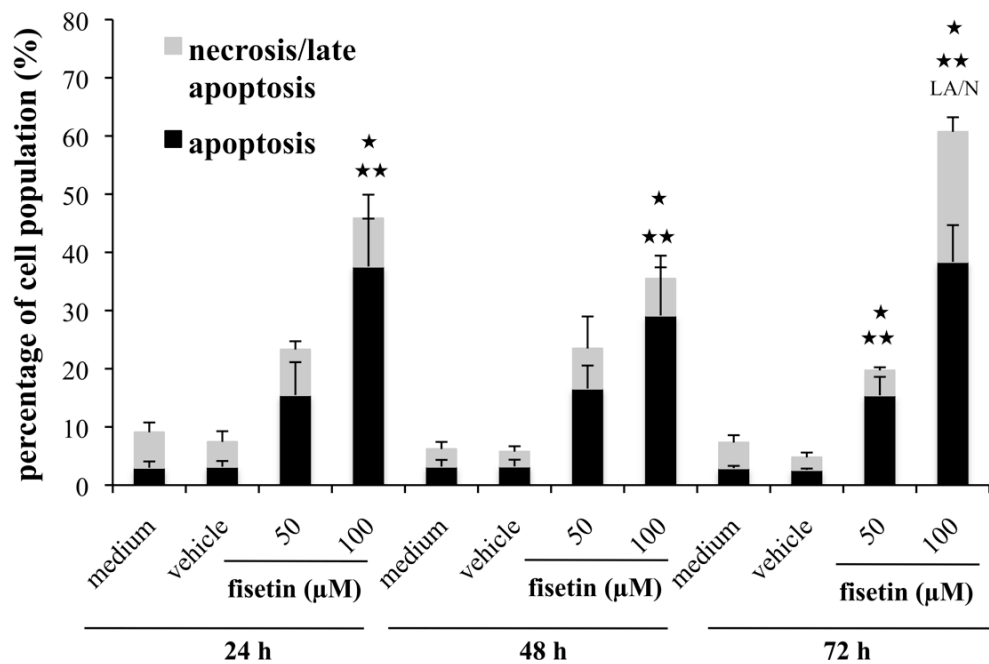 percentage of cell population (%)
80
70
60
50
40
30
20
10
0
necrosis/late
apoptosis
apoptosis
★
★★
★
★★
★
★★
★
★★
LA/N
medium
vehicle
50
100
medium
vehicle
50
100
medium
vehicle
50
100
fisetin (µM)
fisetin (µM)
fisetin (µM)
24 h
48 h
72 h